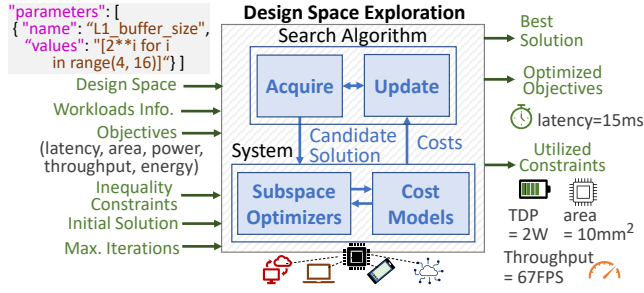 "parameters": [
{ "name": “L1_buffer_size",
“values": "[2**i for i
in range(4, 16)]“} ]
Design Space
Workloads Info.
Objectives
(latency, area, power,
throughput, energy)
Inequality
Constraints
Initial Solution
Max. Iterations
Design Space Exploration
Search Algorithm
Acquire
Update
Candidate
Solution
Costs
System
Subspace
Optimizers
Cost
Models
Best
Solution
Optimized
Objectives
latency=15ms
Utilized
Constraints
TDP
= 2W
area
= 10mm²
Throughput
= 67FPS